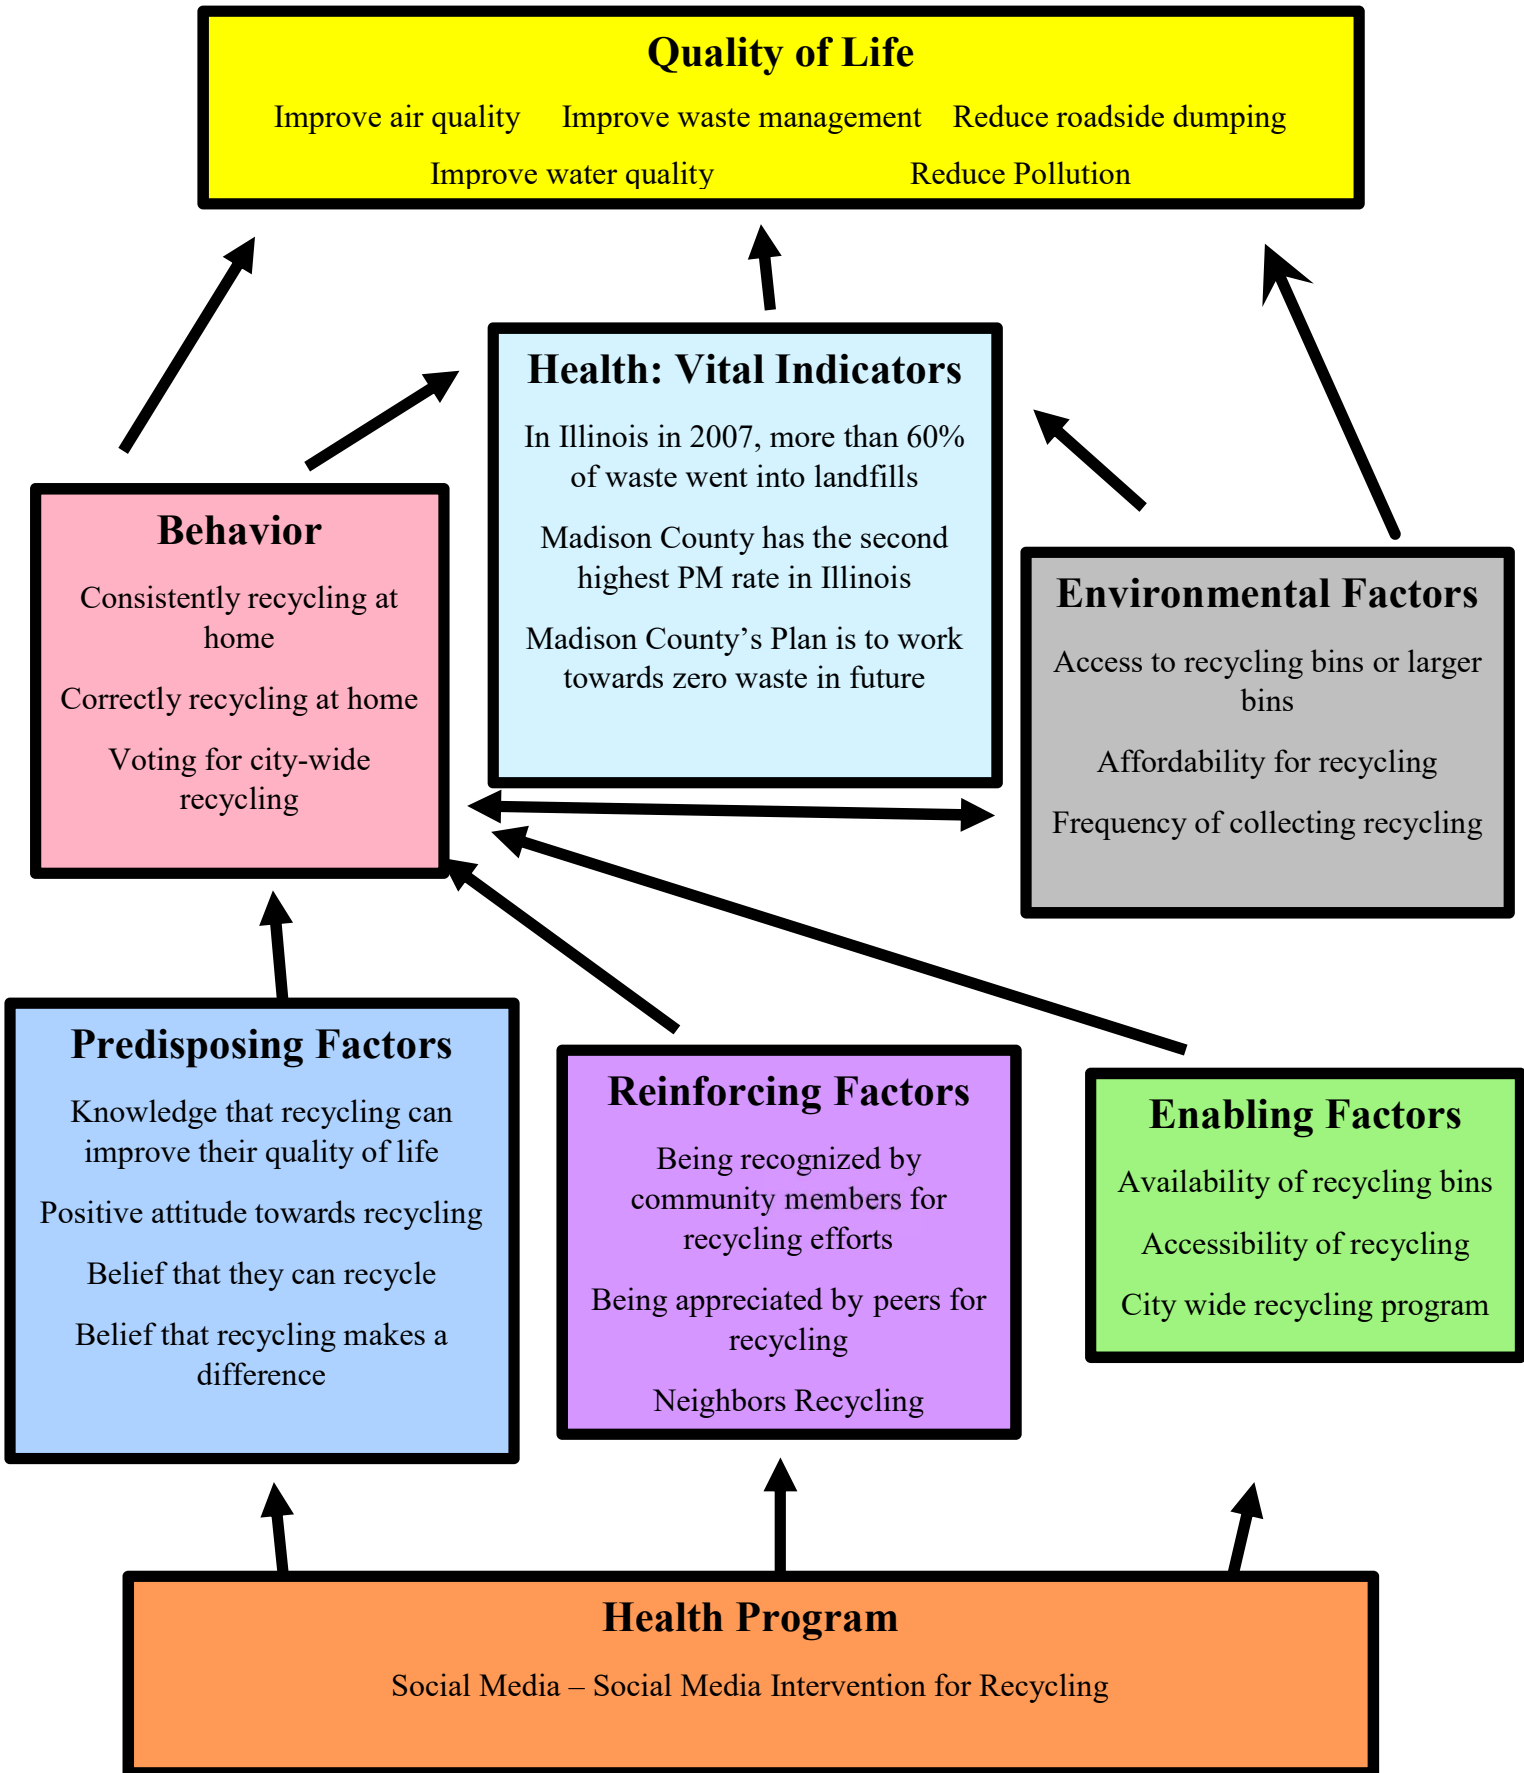 Quality of Life
Improve air quality Improve waste management Reduce roadside dumping
Improve water quality Reduce Pollution
Health: Vital Indicators
In Illinois in 2007, more than 60%
of waste went into landfills
Madison County has the second
highest PM rate in Illinois
Madison County’s Plan is to work
towards zero waste in future
Behavior
Consistently recycling at
home
Correctly recycling at home
Voting for city-wide
recycling
Environmental Factors
Access to recycling bins or larger
bins
Affordability for recycling
Frequency of collecting recycling
Predisposing Factors
Knowledge that recycling can
improve their quality of life
Positive attitude towards recycling
Belief that they can recycle
Belief that recycling makes a
difference
Reinforcing Factors
Being recognized by
community members for
recycling efforts
Being appreciated by peers for
recycling
Neighbors Recycling
Enabling Factors
Availability of recycling bins
Accessibility of recycling
City wide recycling program
Health Program
Social Media – Social Media Intervention for Recycling